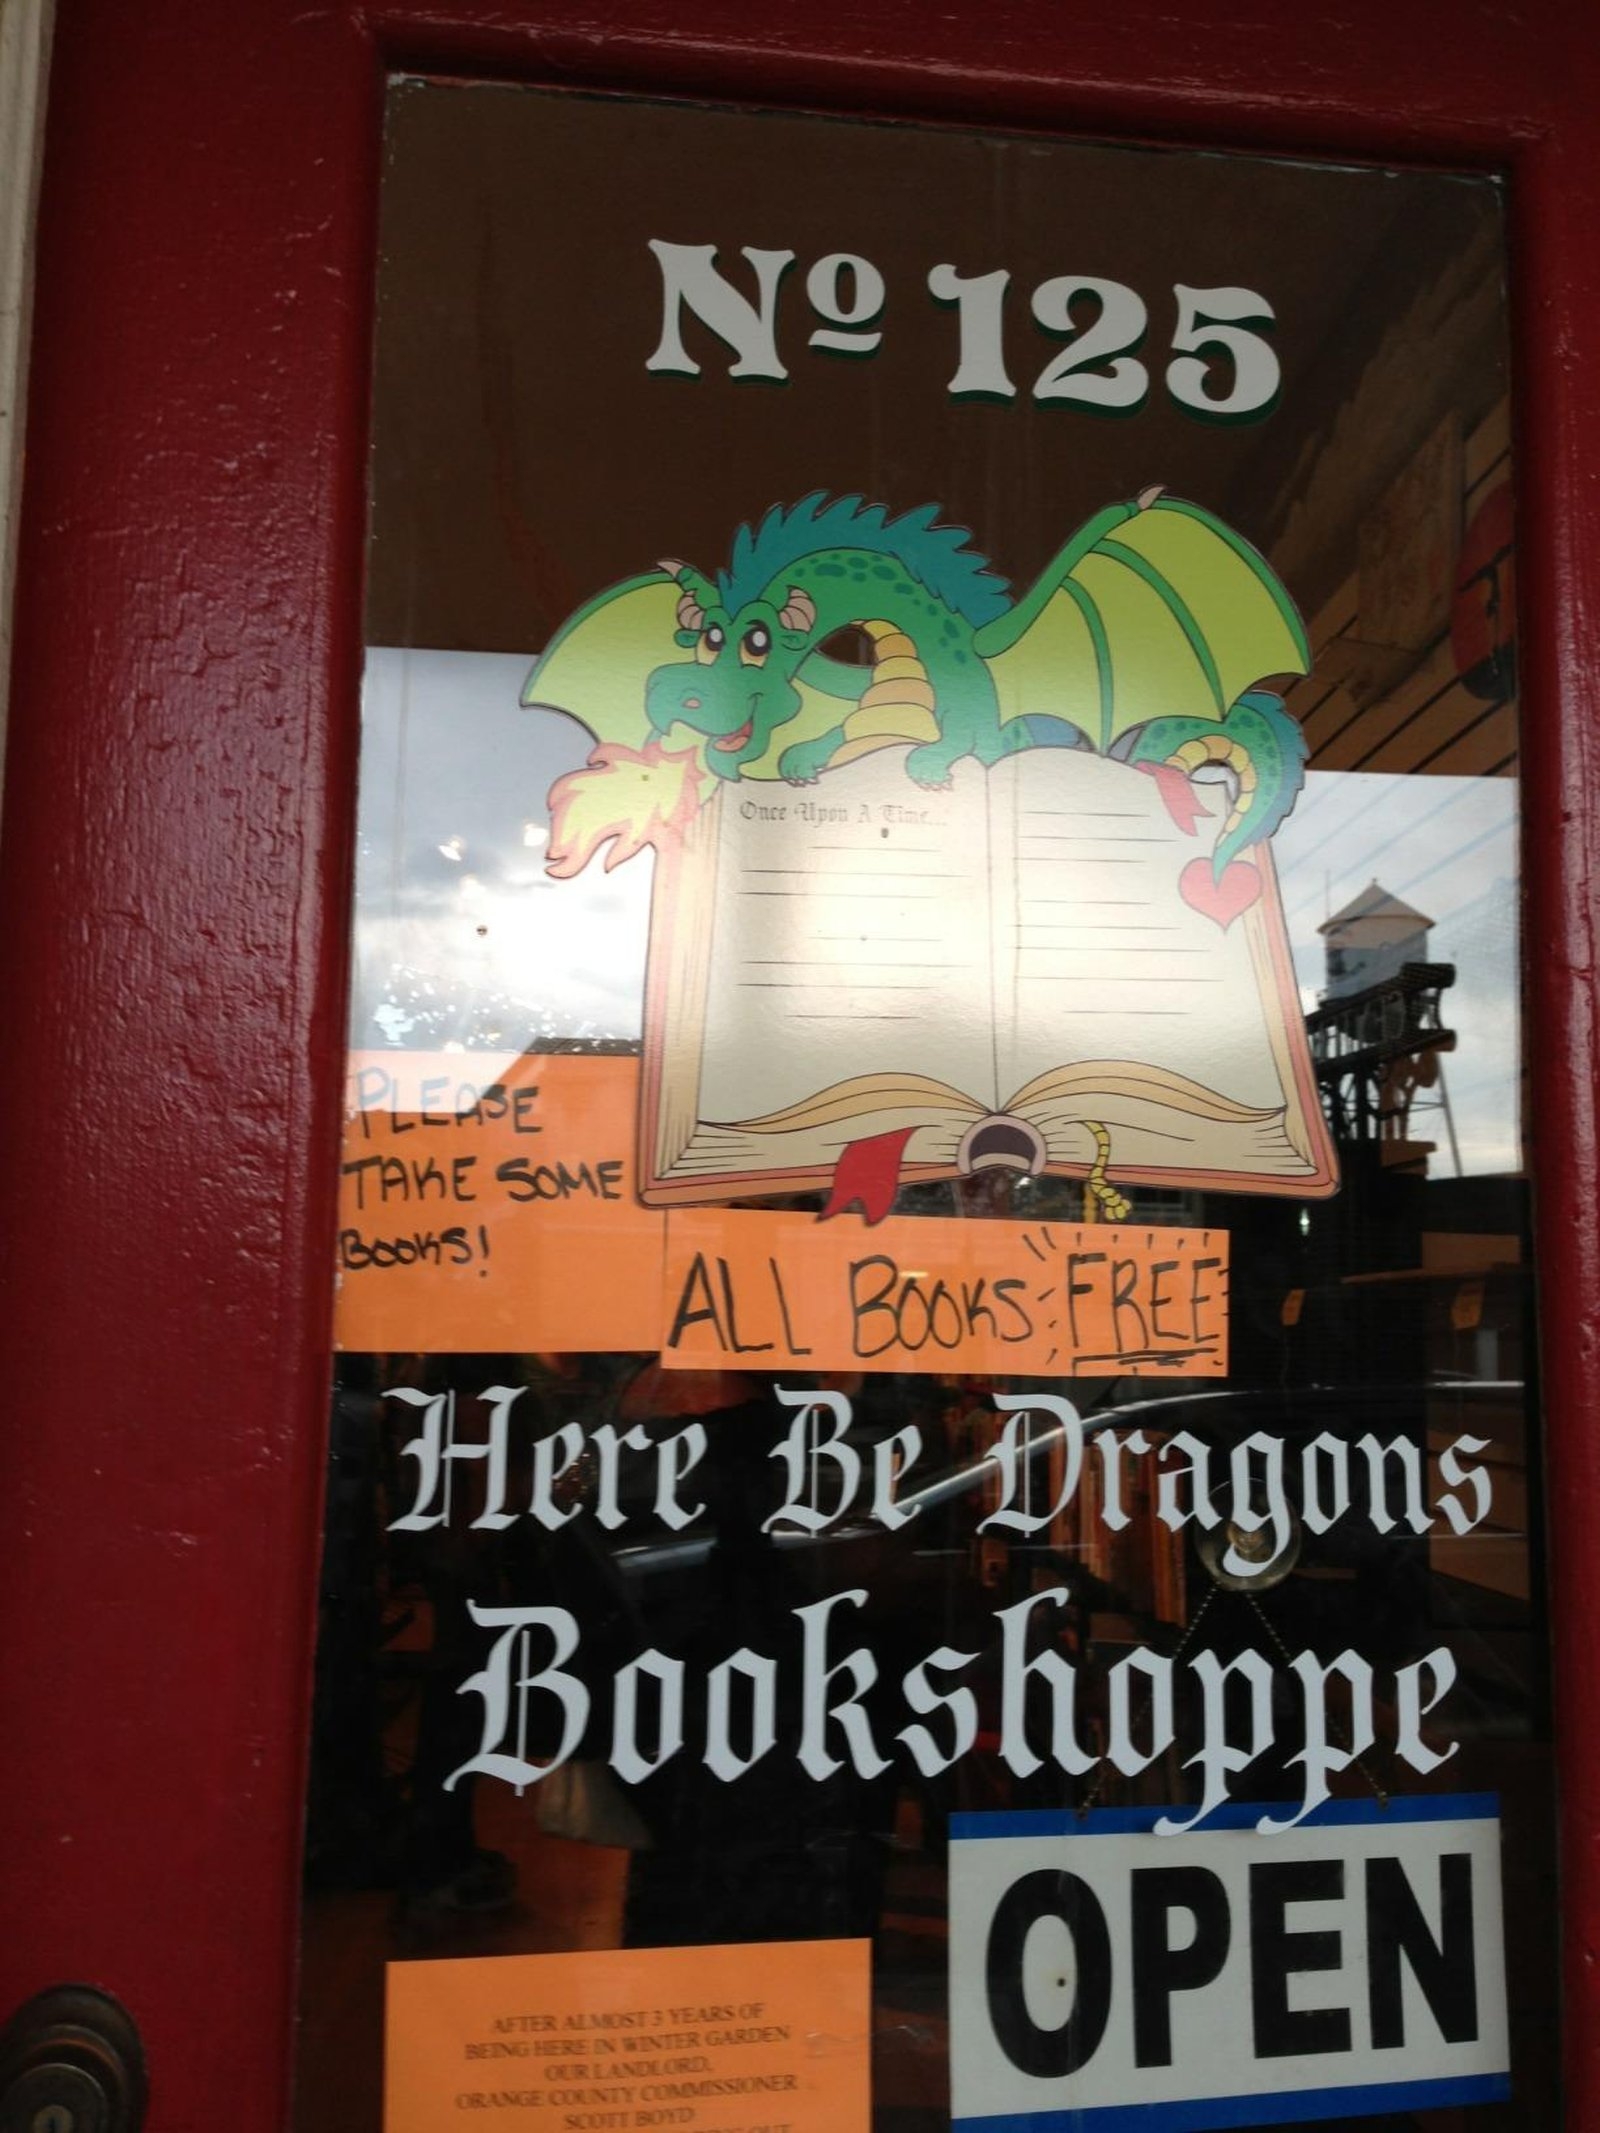 Nº 125
Once Upon A Time...
PLEASE
TAKE SOME
BOOKS!
ALL BOOKS FREE
Here Be Dragons
Bookshoppe
OPEN
AFTER ALMOST 3 YEARS OF
BEING HERE IN WINTER GARDEN
OUR LANDLORD,
ORANGE COUNTY COMMISSIONER
SCOTT BOYD